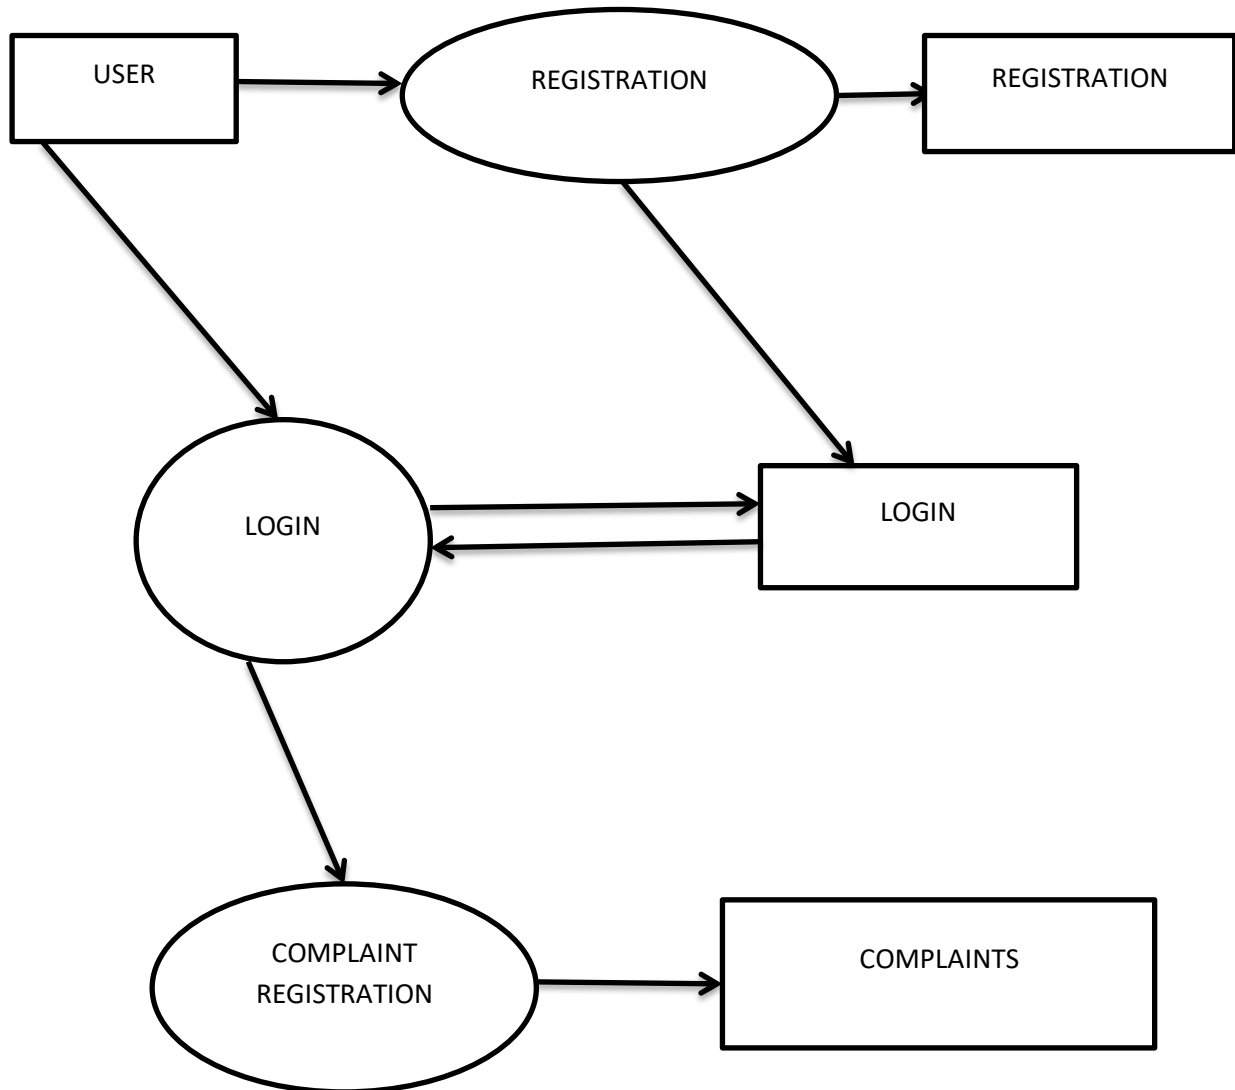 USER
REGISTRATION
REGISTRATION
LOGIN
LOGIN
COMPLAINT
REGISTRATION
COMPLAINTS